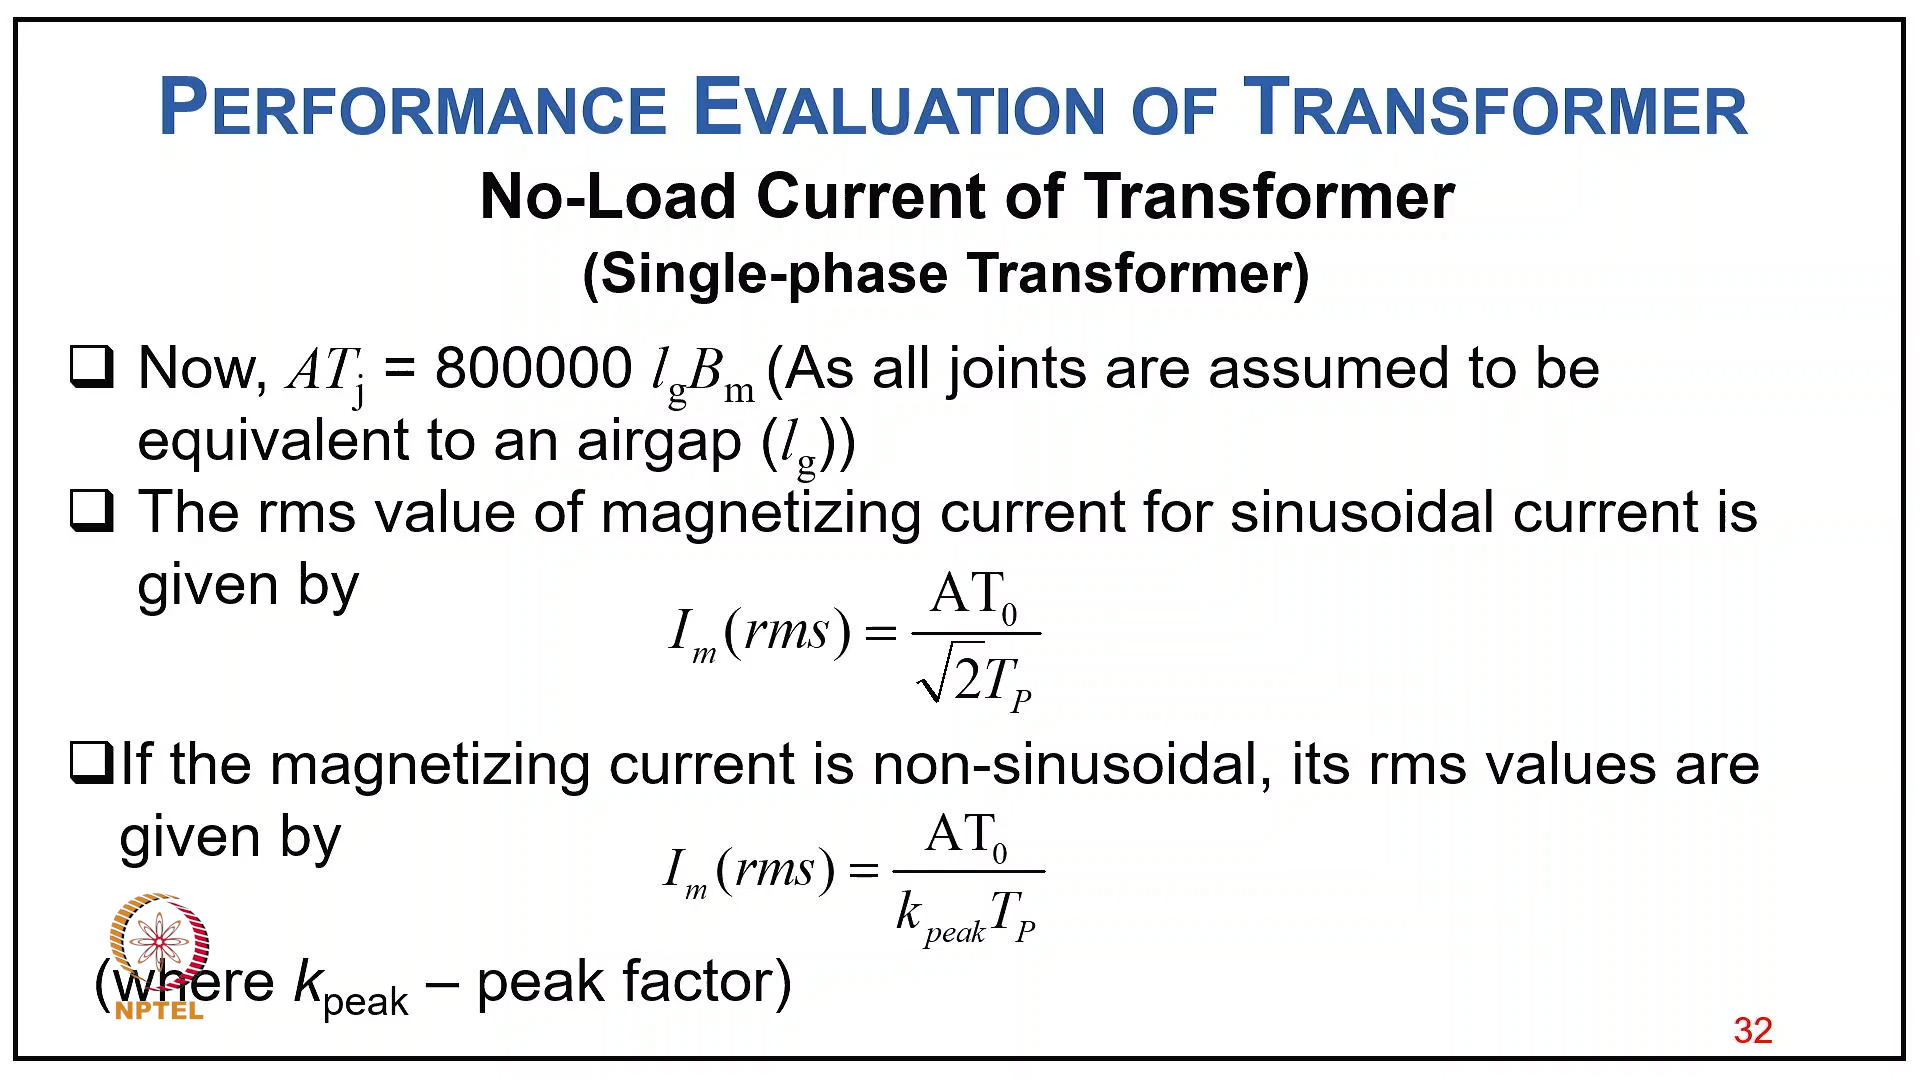 PERFORMANCE EVALUATION OF TRANSFORMER
No-Load Current of Transformer
(Single-phase Transformer)
❑ Now, ATj = 800000 lgBm (As all joints are assumed to be
equivalent to an airgap (lg))
❑ The rms value of magnetizing current for sinusoidal current is
given by
Im(rms) = AT0 / √2TP
❑If the magnetizing current is non-sinusoidal, its rms values are
given by
Im(rms) = AT0 / kpeakTP
(where kpeak – peak factor)
NPTEL
32